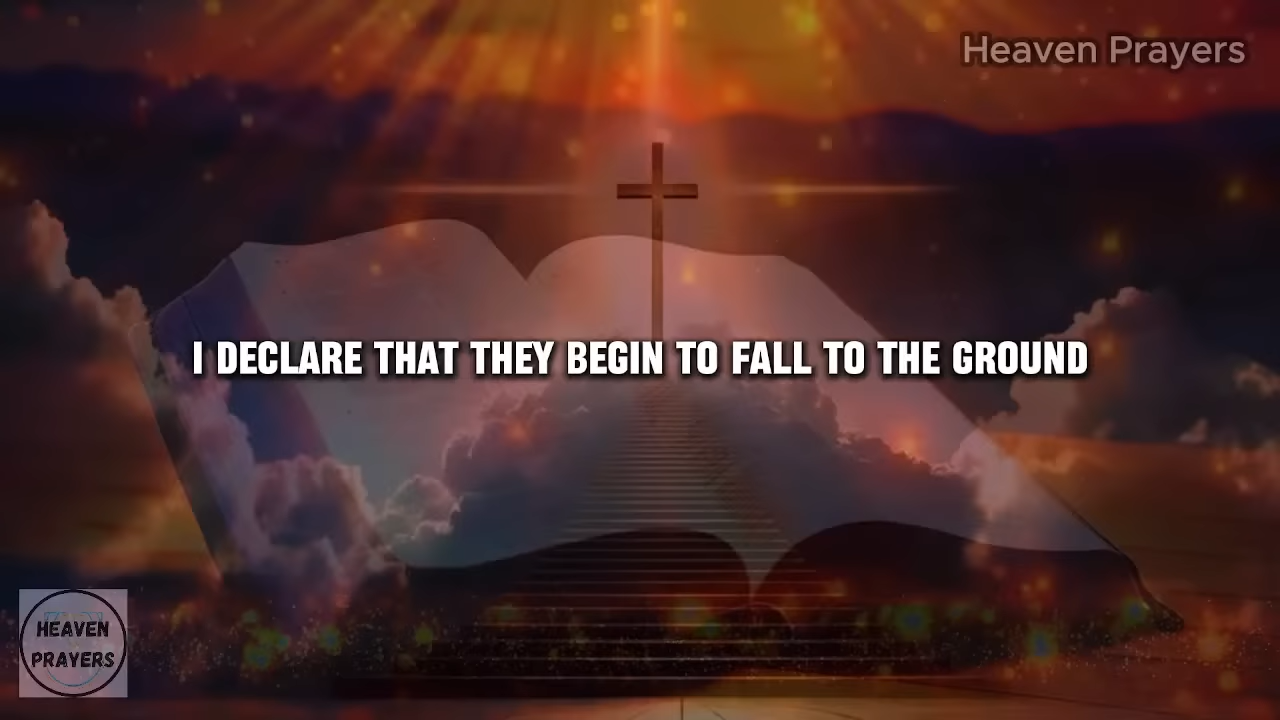 Heaven Prayers
I DECLARE THAT THEY BEGIN TO FALL TO THE GROUND
HEAVEN
PRAYERS